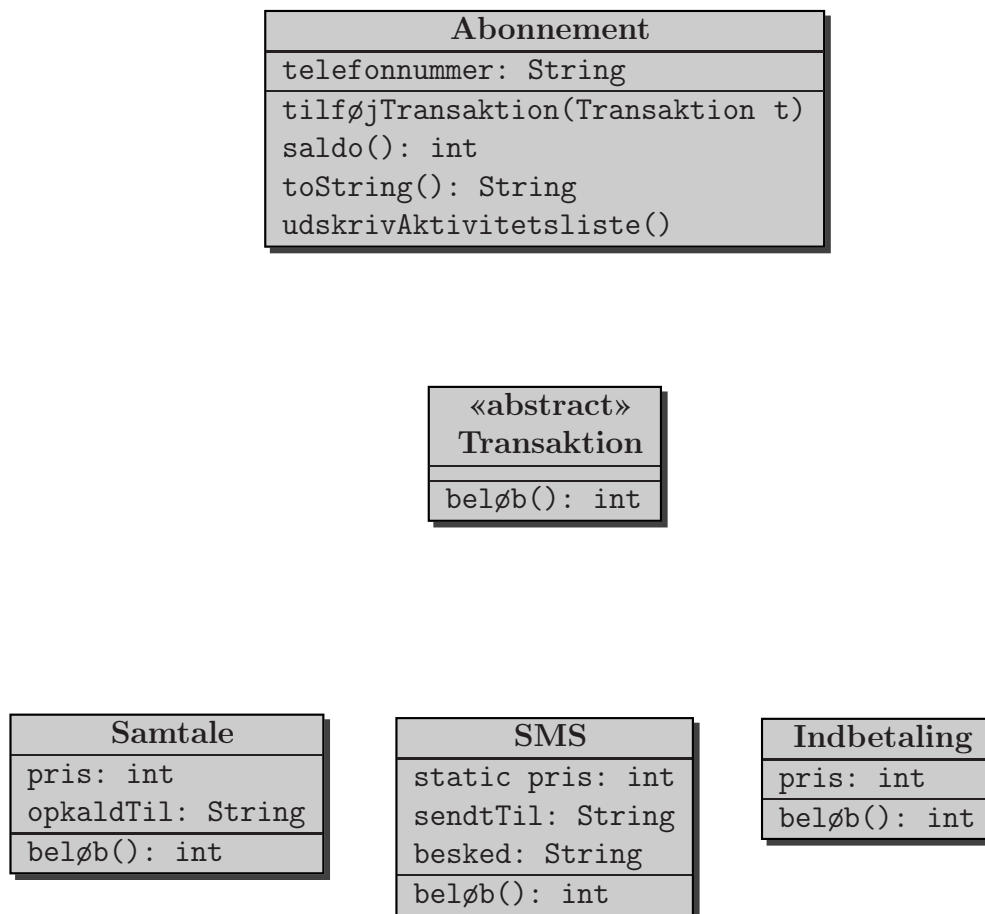 Abonnement
telefonnummer: String
tilføjTransaktion(Transaktion t)
saldo(): int
toString(): String
udskrivAktivitetsliste()
«abstract»
Transaktion
beløb(): int
Samtale
pris: int
opkaldTil: String
beløb(): int
SMS
static pris: int
sendtTil: String
besked: String
beløb(): int
Indbetaling
pris: int
beløb(): int